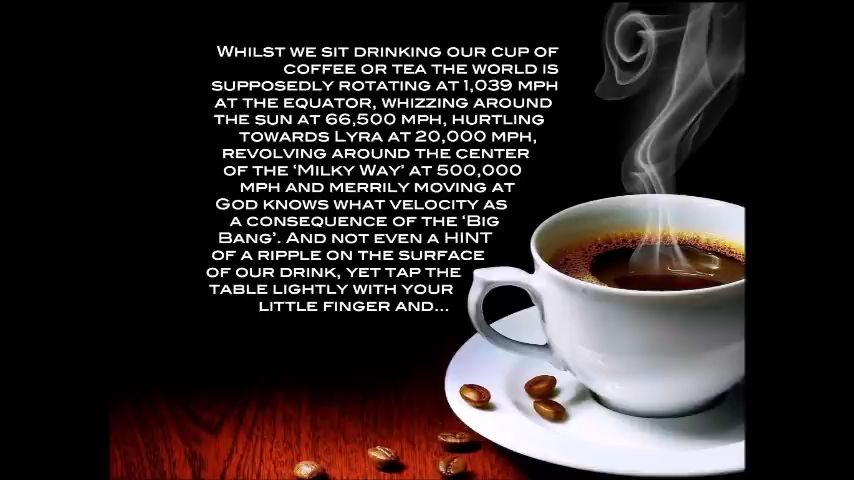 Whilst we sit drinking our cup of
coffee or tea the world is
supposedly rotating at 1,039 mph
at the equator, whizzing around
the sun at 66,500 mph, hurtling
towards Lyra at 20,000 mph,
revolving around the center
of the ‘Milky Way’ at 500,000
mph and merrily moving at
God knows what velocity as
a consequence of the ‘Big
Bang’. And not even a HINT
of a ripple on the surface
of our drink, yet tap the
table lightly with your
little finger and...